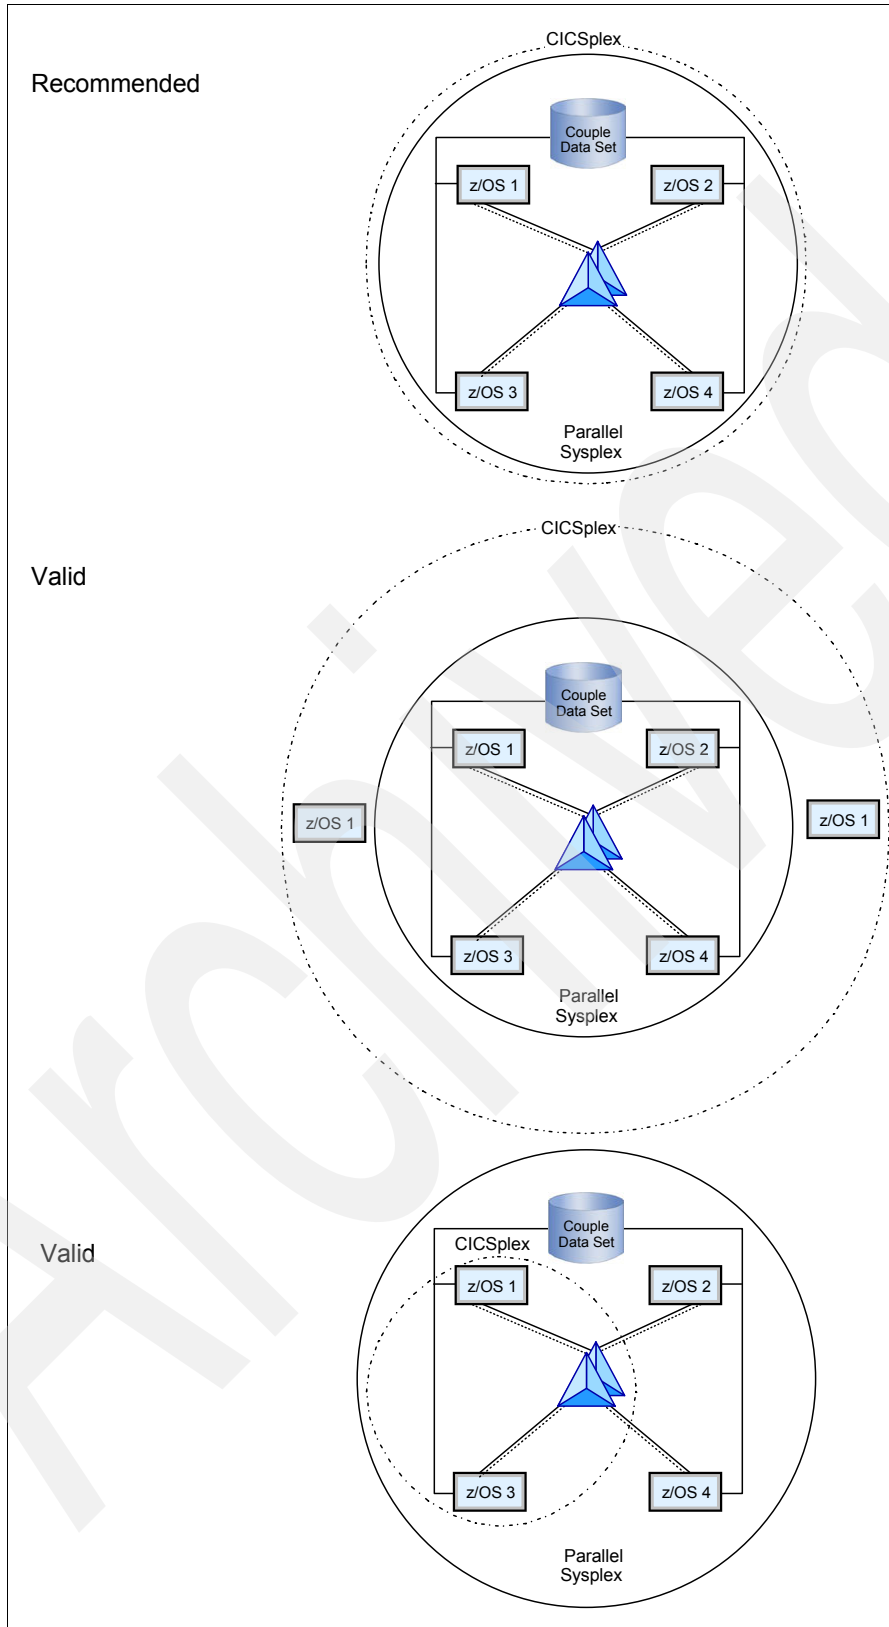 CICSplex
Recommended
Couple
Data Set
z/OS 1
z/OS 2
z/OS 3
z/OS 4
Parallel
Sysplex
CICSplex
Valid
Couple
Data Set
z/OS 1
z/OS 2
z/OS 1
z/OS 1
z/OS 3
z/OS 4
Parallel
Sysplex
Valid
Couple
Data Set
CICSplex
z/OS 1
z/OS 2
z/OS 3
z/OS 4
Parallel
Sysplex
Archived